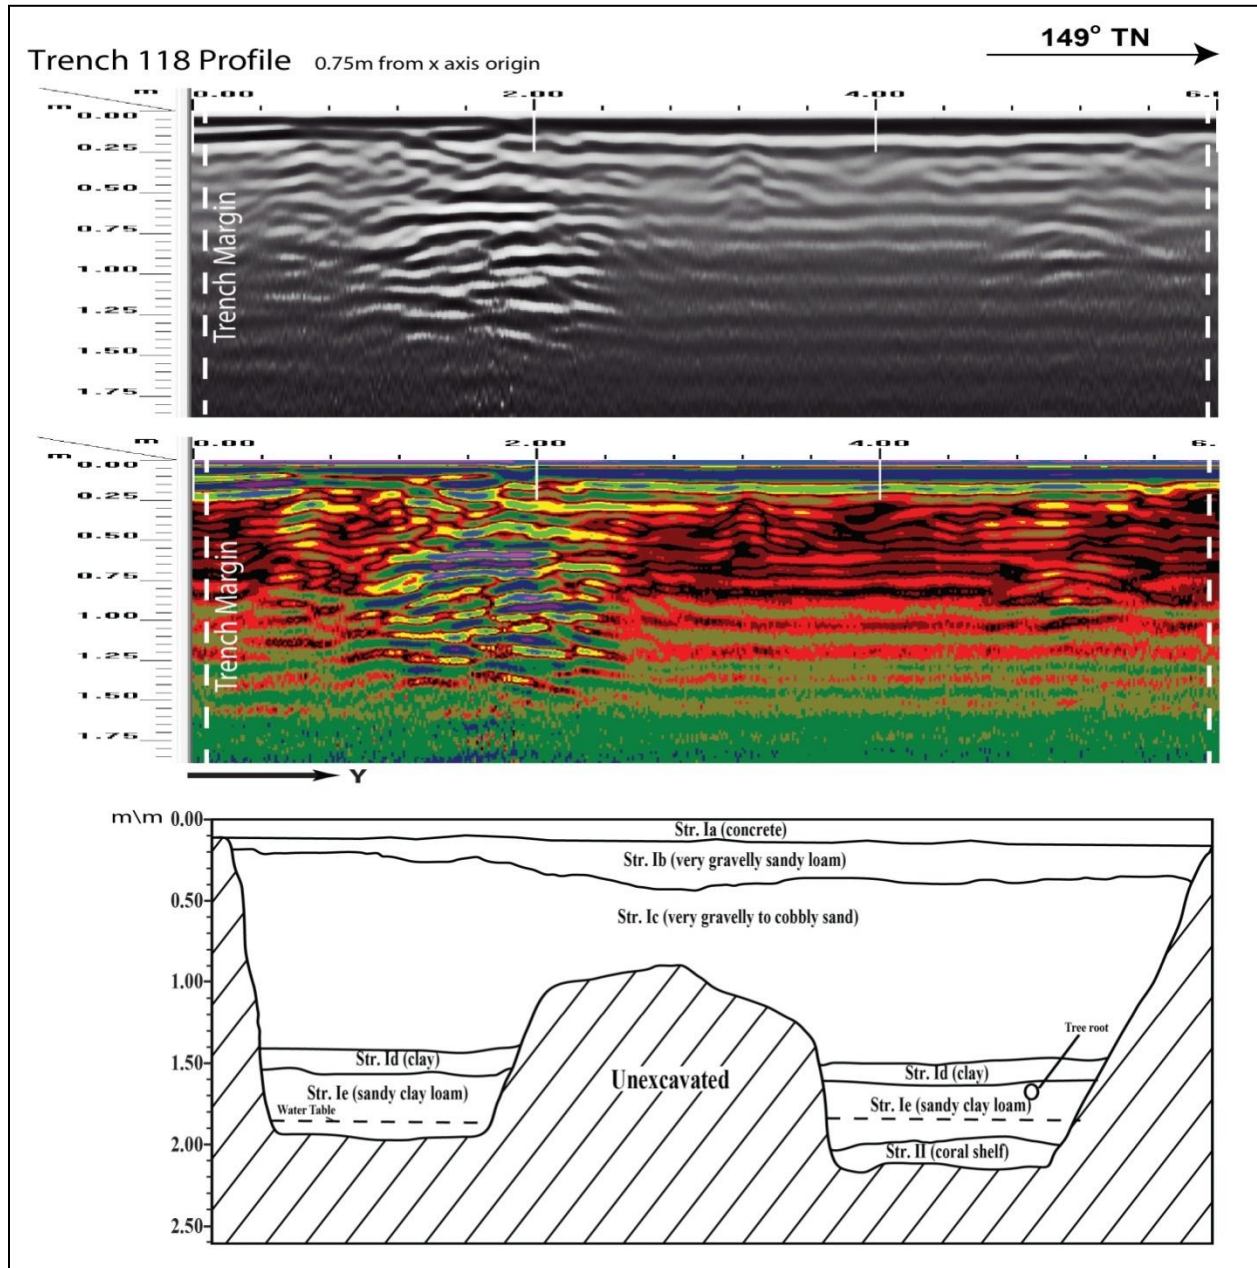 149° TN
Trench 118 Profile 0.75m from x axis origin
m 0.00 2.00 4.00 6.0
m
0.00
0.25
0.50
0.75
1.00
1.25
1.50
1.75
Trench Margin
m 0.00 2.00 4.00 6.
m
0.00
0.25
0.50
0.75
1.00
1.25
1.50
1.75
Trench Margin
Y
m\m
0.00
Str. Ia (concrete)
Str. Ib (very gravelly sandy loam)
0.50
Str. Ic (very gravelly to cobbly sand)
1.00
Tree root
1.50
Str. Id (clay)
Str. Id (clay)
Unexcavated
Str. Ie (sandy clay loam)
Str. Ie (sandy clay loam)
Water Table
2.00
Str. II (coral shelf)
2.50